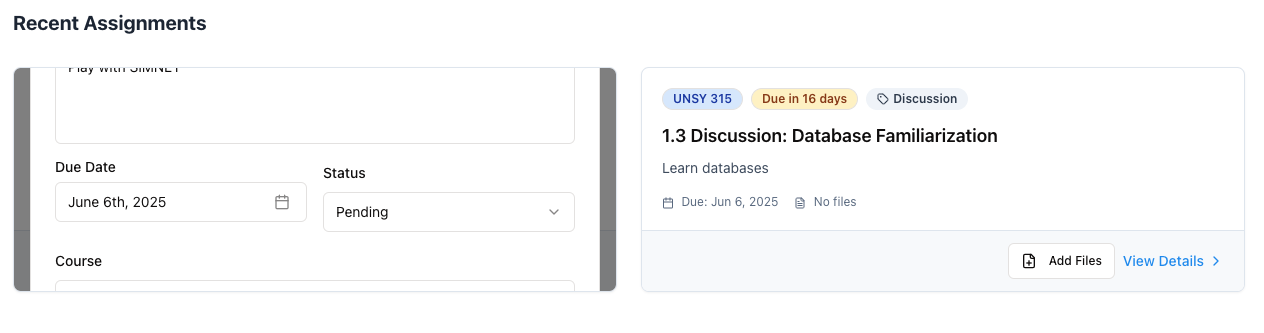 Recent Assignments
Play with SIMNET
Due Date
June 6th, 2025
Status
Pending
Course
UNSY 315
Due in 16 days
Discussion
1.3 Discussion: Database Familiarization
Learn databases
Due: Jun 6, 2025
No files
Add Files
View Details